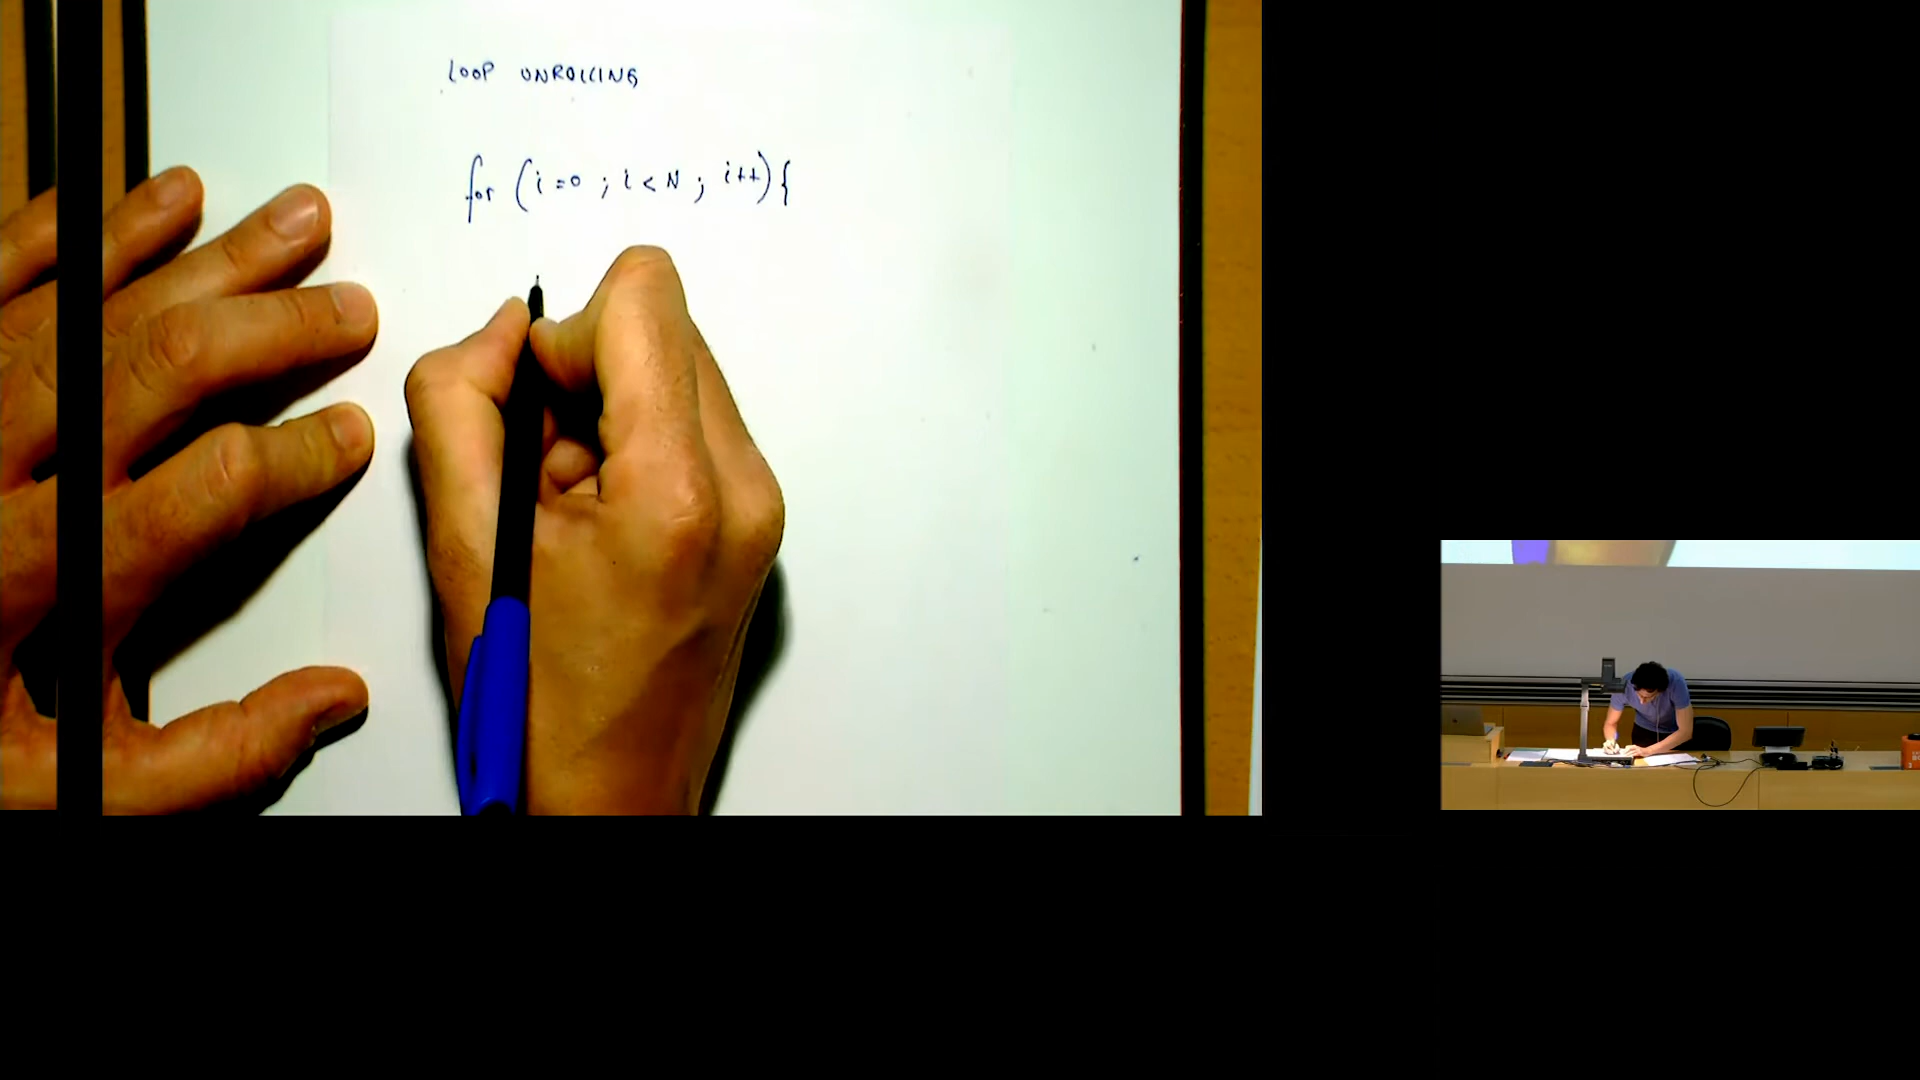 LOOP UNROLLING
for (i=0 ; i < N ; i++){